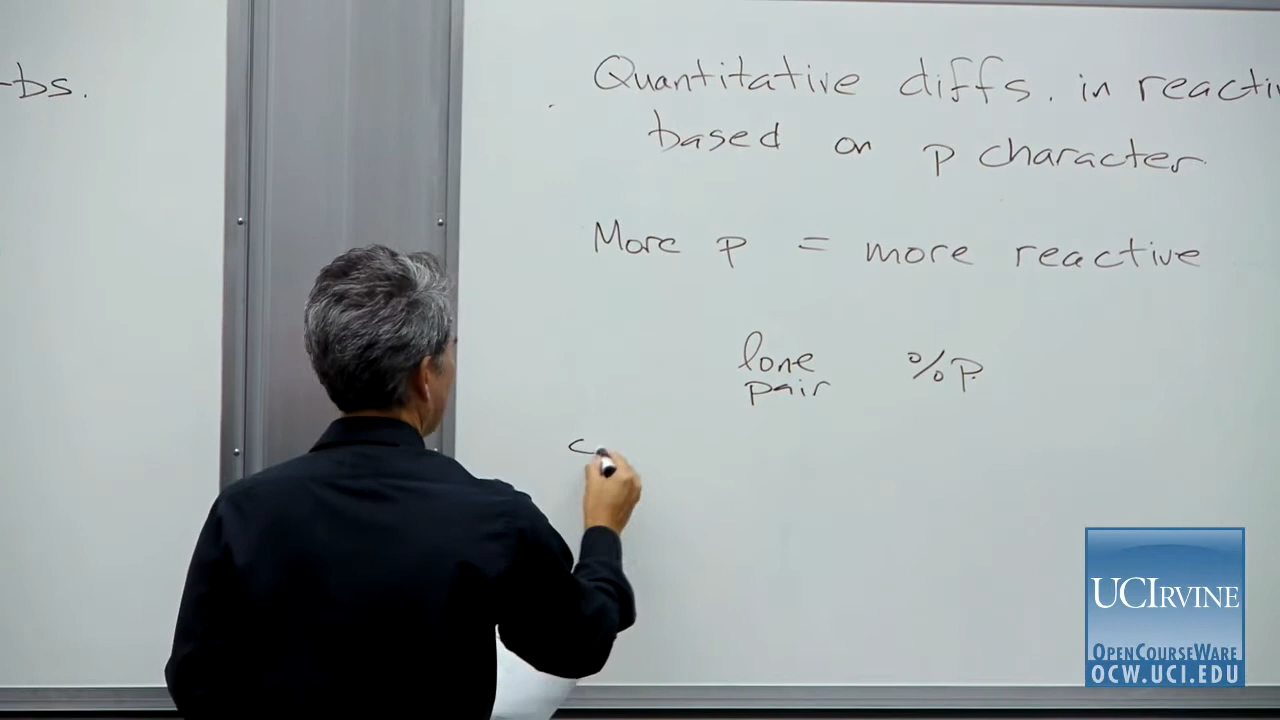 -bs.
Quantitative diffs. in reacti
based on p character
More p = more reactive
lone %p
pair
c
UCIRVINE
OPENCOURSEWARE
OCW.UCI.EDU